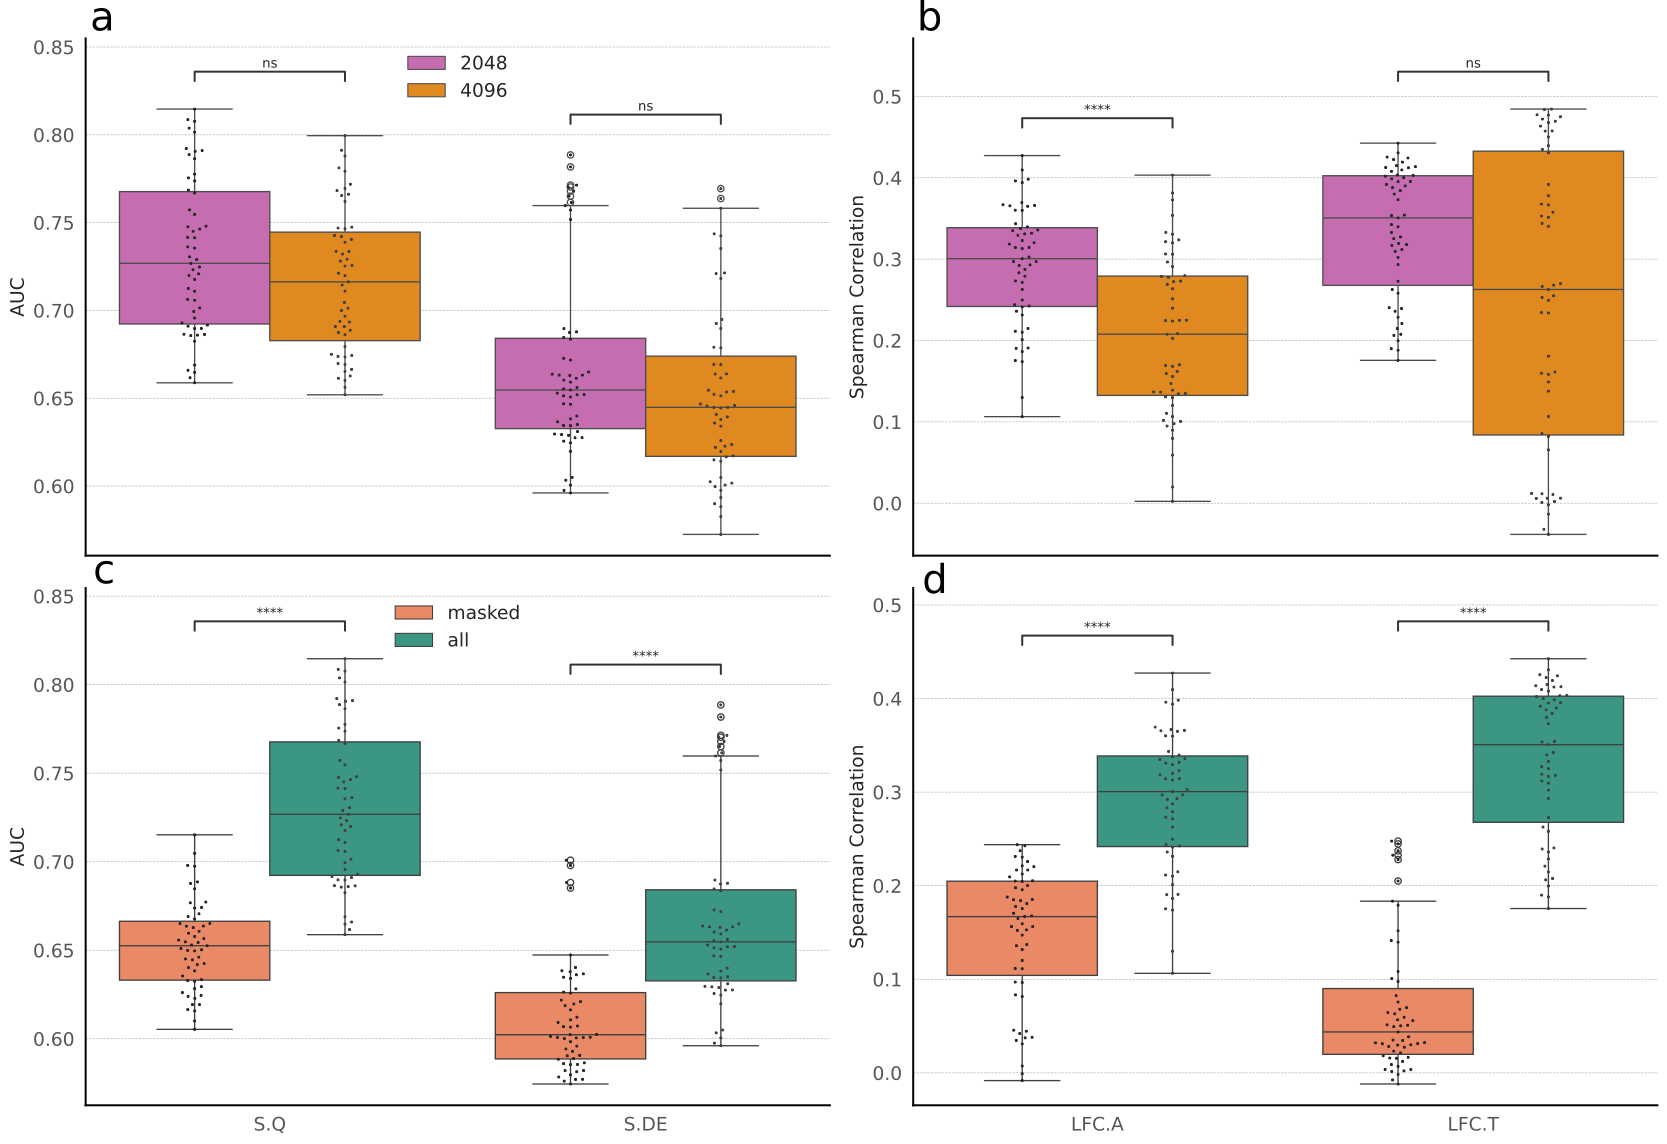 a
AUC
0.85
0.80
0.75
0.70
0.65
0.60
ns
ns
2048
4096
b
Spearman Correlation
0.5
0.4
0.3
0.2
0.1
0.0
****
ns
c
AUC
0.85
0.80
0.75
0.70
0.65
0.60
****
****
masked
all
S.Q
S.DE
d
Spearman Correlation
0.5
0.4
0.3
0.2
0.1
0.0
****
****
LFC.A
LFC.T